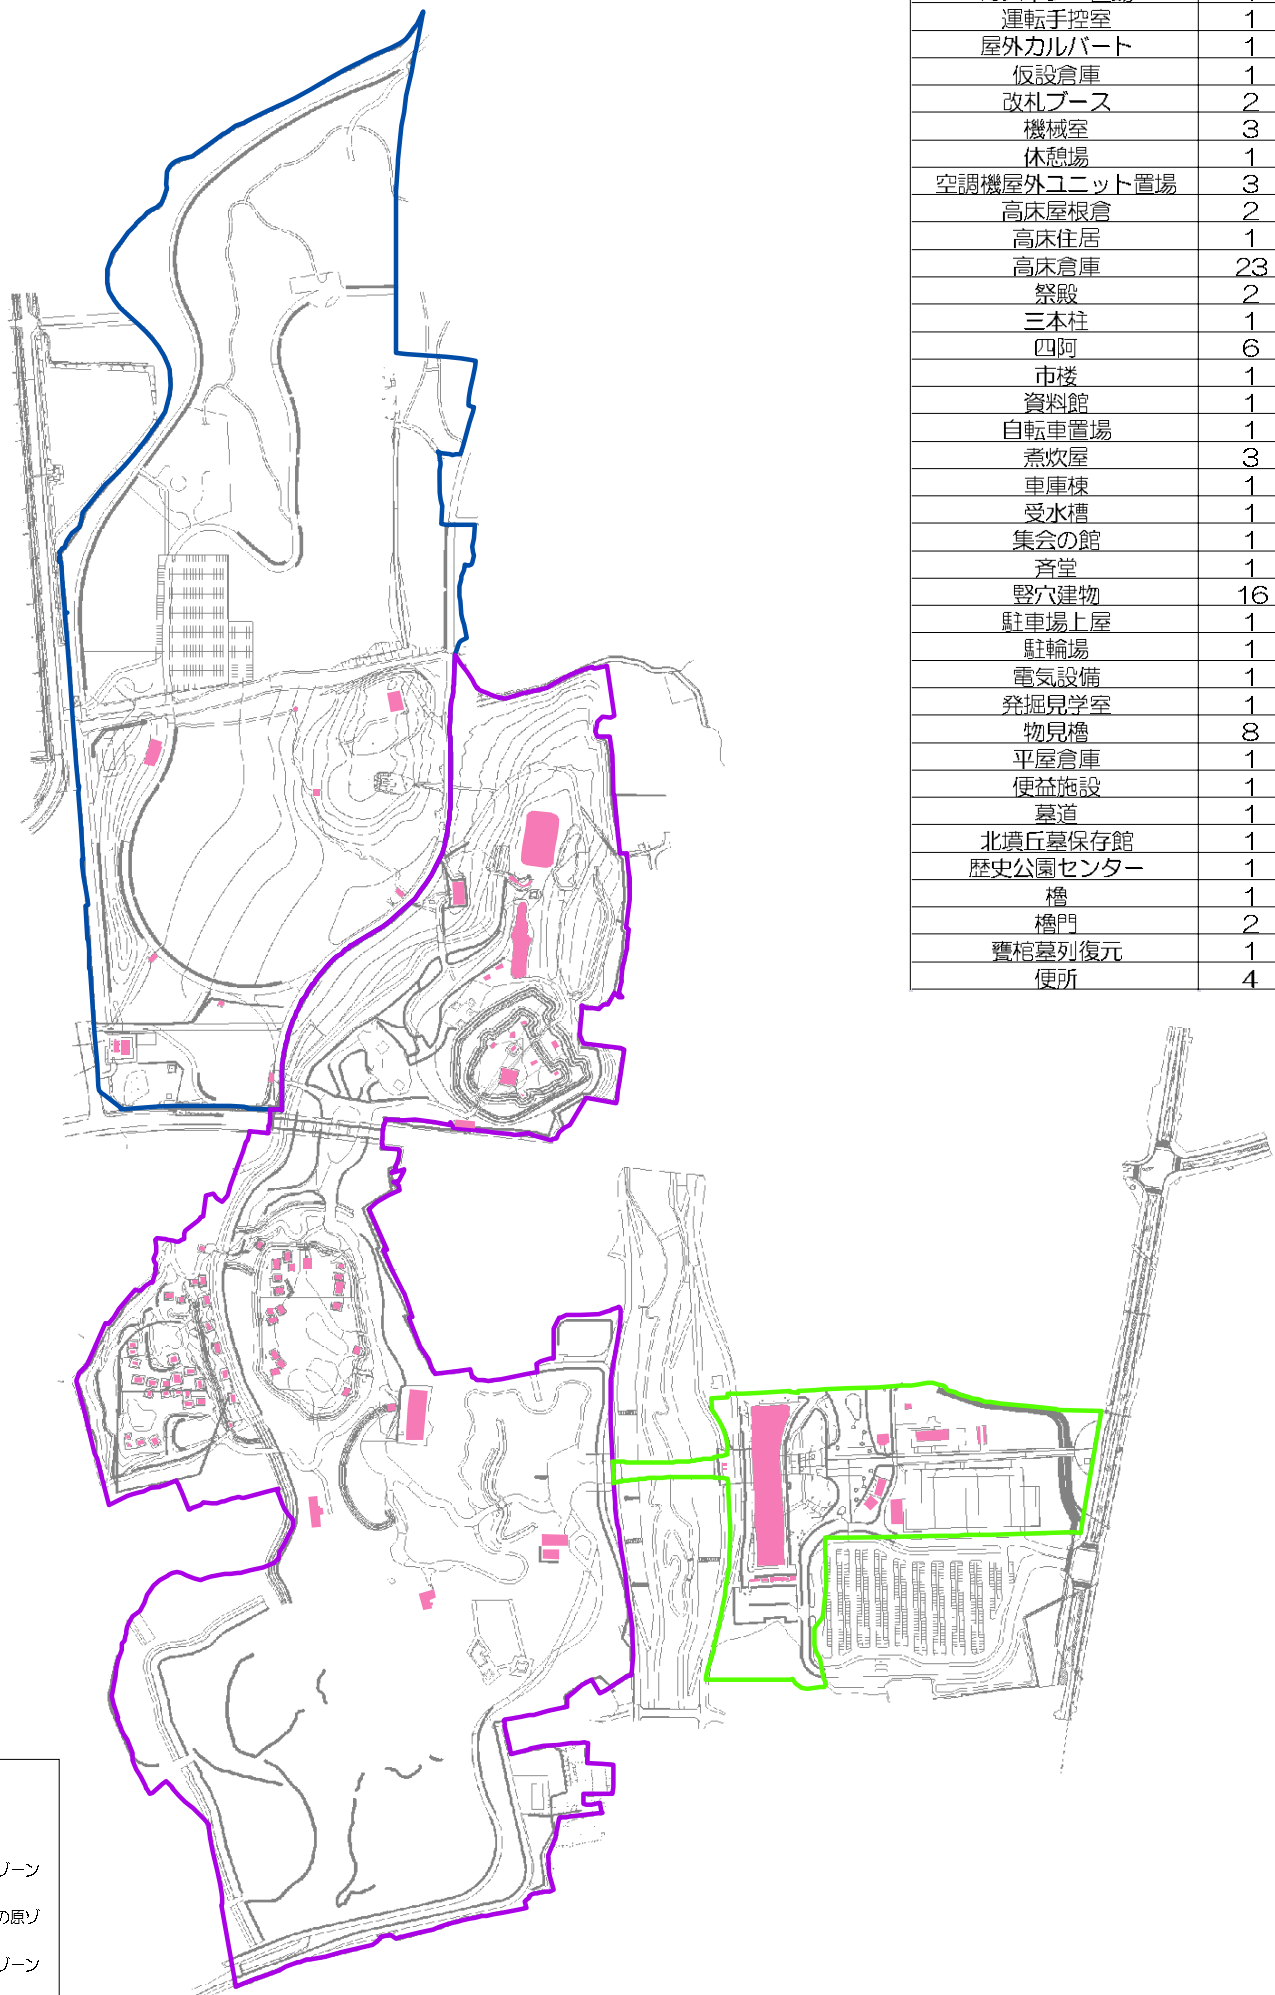 運転手控室 1
屋外カルバート 1
仮設倉庫 1
改札ブース 2
機械室 3
休憩場 1
空調機屋外ユニット置場 3
高床屋根倉 2
高床住居 1
高床倉庫 23
祭殿 2
三本柱 1
四阿 6
市楼 1
資料館 1
自転車置場 1
煮炊屋 3
車庫棟 1
受水槽 1
集会の館 1
斉堂 1
竪穴建物 16
駐車場上屋 1
駐輪場 1
電気設備 1
発掘見学室 1
物見櫓 8
平屋倉庫 1
便益施設 1
墓道 1
北墳丘墓保存館 1
歴史公園センター 1
櫓 1
櫓門 2
甕棺墓列復元 1
便所 4
ゾーン
の原ゾ
ゾーン